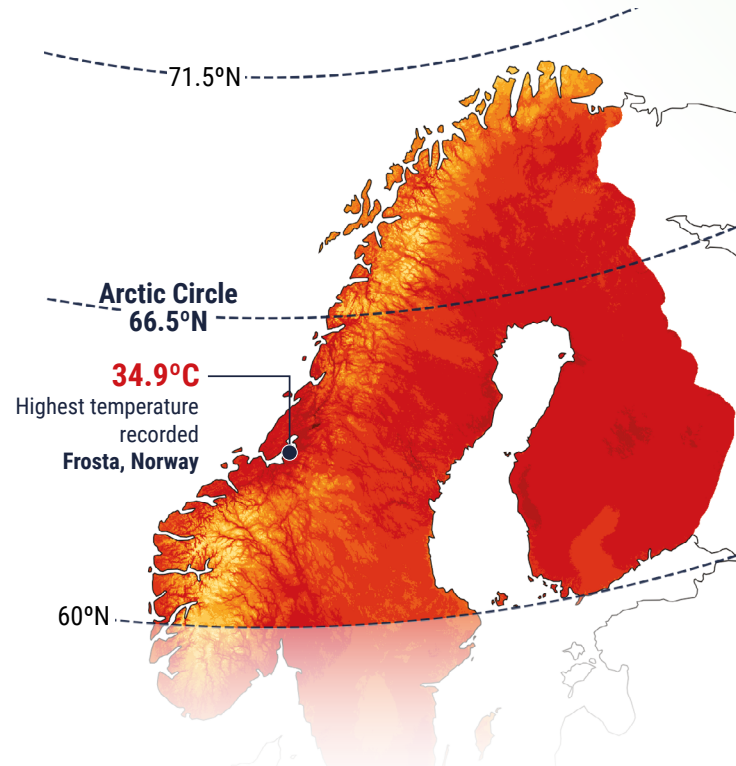 71.5ºN
Arctic Circle
66.5ºN
34.9ºC
Highest temperature
recorded
Frosta, Norway
60ºN